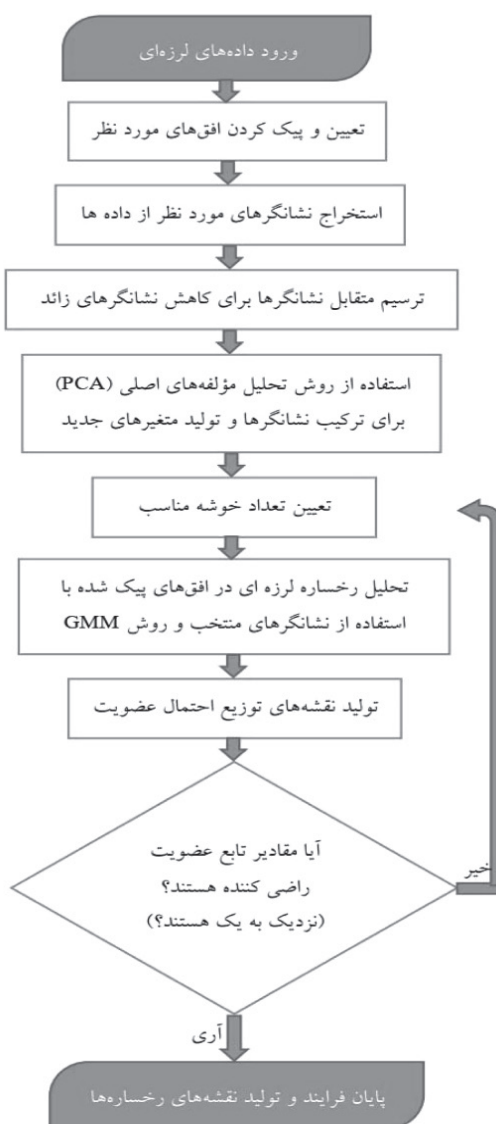 ورود داده‌های لرزه‌ای
تعیین و پیک کردن افق‌های مورد نظر
استخراج نشانگرهای مورد نظر از داده ها
ترسیم متقابل نشانگرها برای کاهش نشانگرهای زائد
استفاده از روش تحلیل مؤلفه‌های اصلی (PCA)
برای ترکیب نشانگرها و تولید متغیرهای جدید
تعیین تعداد خوشه مناسب
تحلیل رخساره لرزه ای در افق‌های پیک شده با
استفاده از نشانگرهای منتخب و روش GMM
تولید نقشه‌های توزیع احتمال عضویت
آیا مقادیر تابع عضویت
راضی کننده هستند؟
(نزدیک به یک هستند؟)
خیر
آری
پایان فرایند و تولید نقشه‌های رخساره‌ها